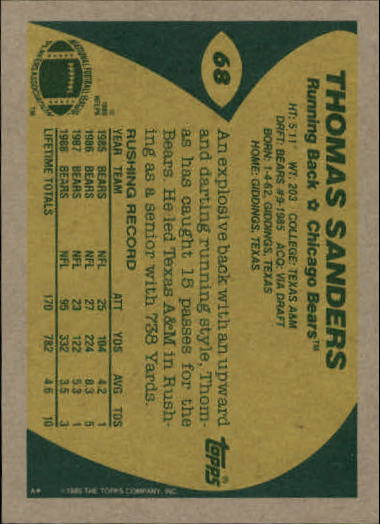 68
THOMAS SANDERS
Running Back ☆ Chicago Bears™
HT: 5'11" WT: 203 COLLEGE: TEXAS A&M
DRFT: BEARS #9-1985 ACQ: VIA DRAFT
BORN: 1-4-62, GIDDINGS, TEXAS
HOME: GIDDINGS, TEXAS
An explosive back with an upward
and darting running style, Thom-
as has caught 15 passes for the
Bears. He led Texas A&M in Rush-
ing as a senior with 738 Yards.
TOPPS®
RUSHING RECORD
YEAR TEAM ATT YDS AVG TDS
1985 BEARS NFL 25 104 4.2 1
1986 BEARS NFL 27 224 8.3 5
1987 BEARS NFL 23 122 5.3 1
1988 BEARS NFL 95 332 3.5 3
LIFETIME TOTALS 170 782 4.6 10
A* ©1989 THE TOPPS COMPANY, INC.